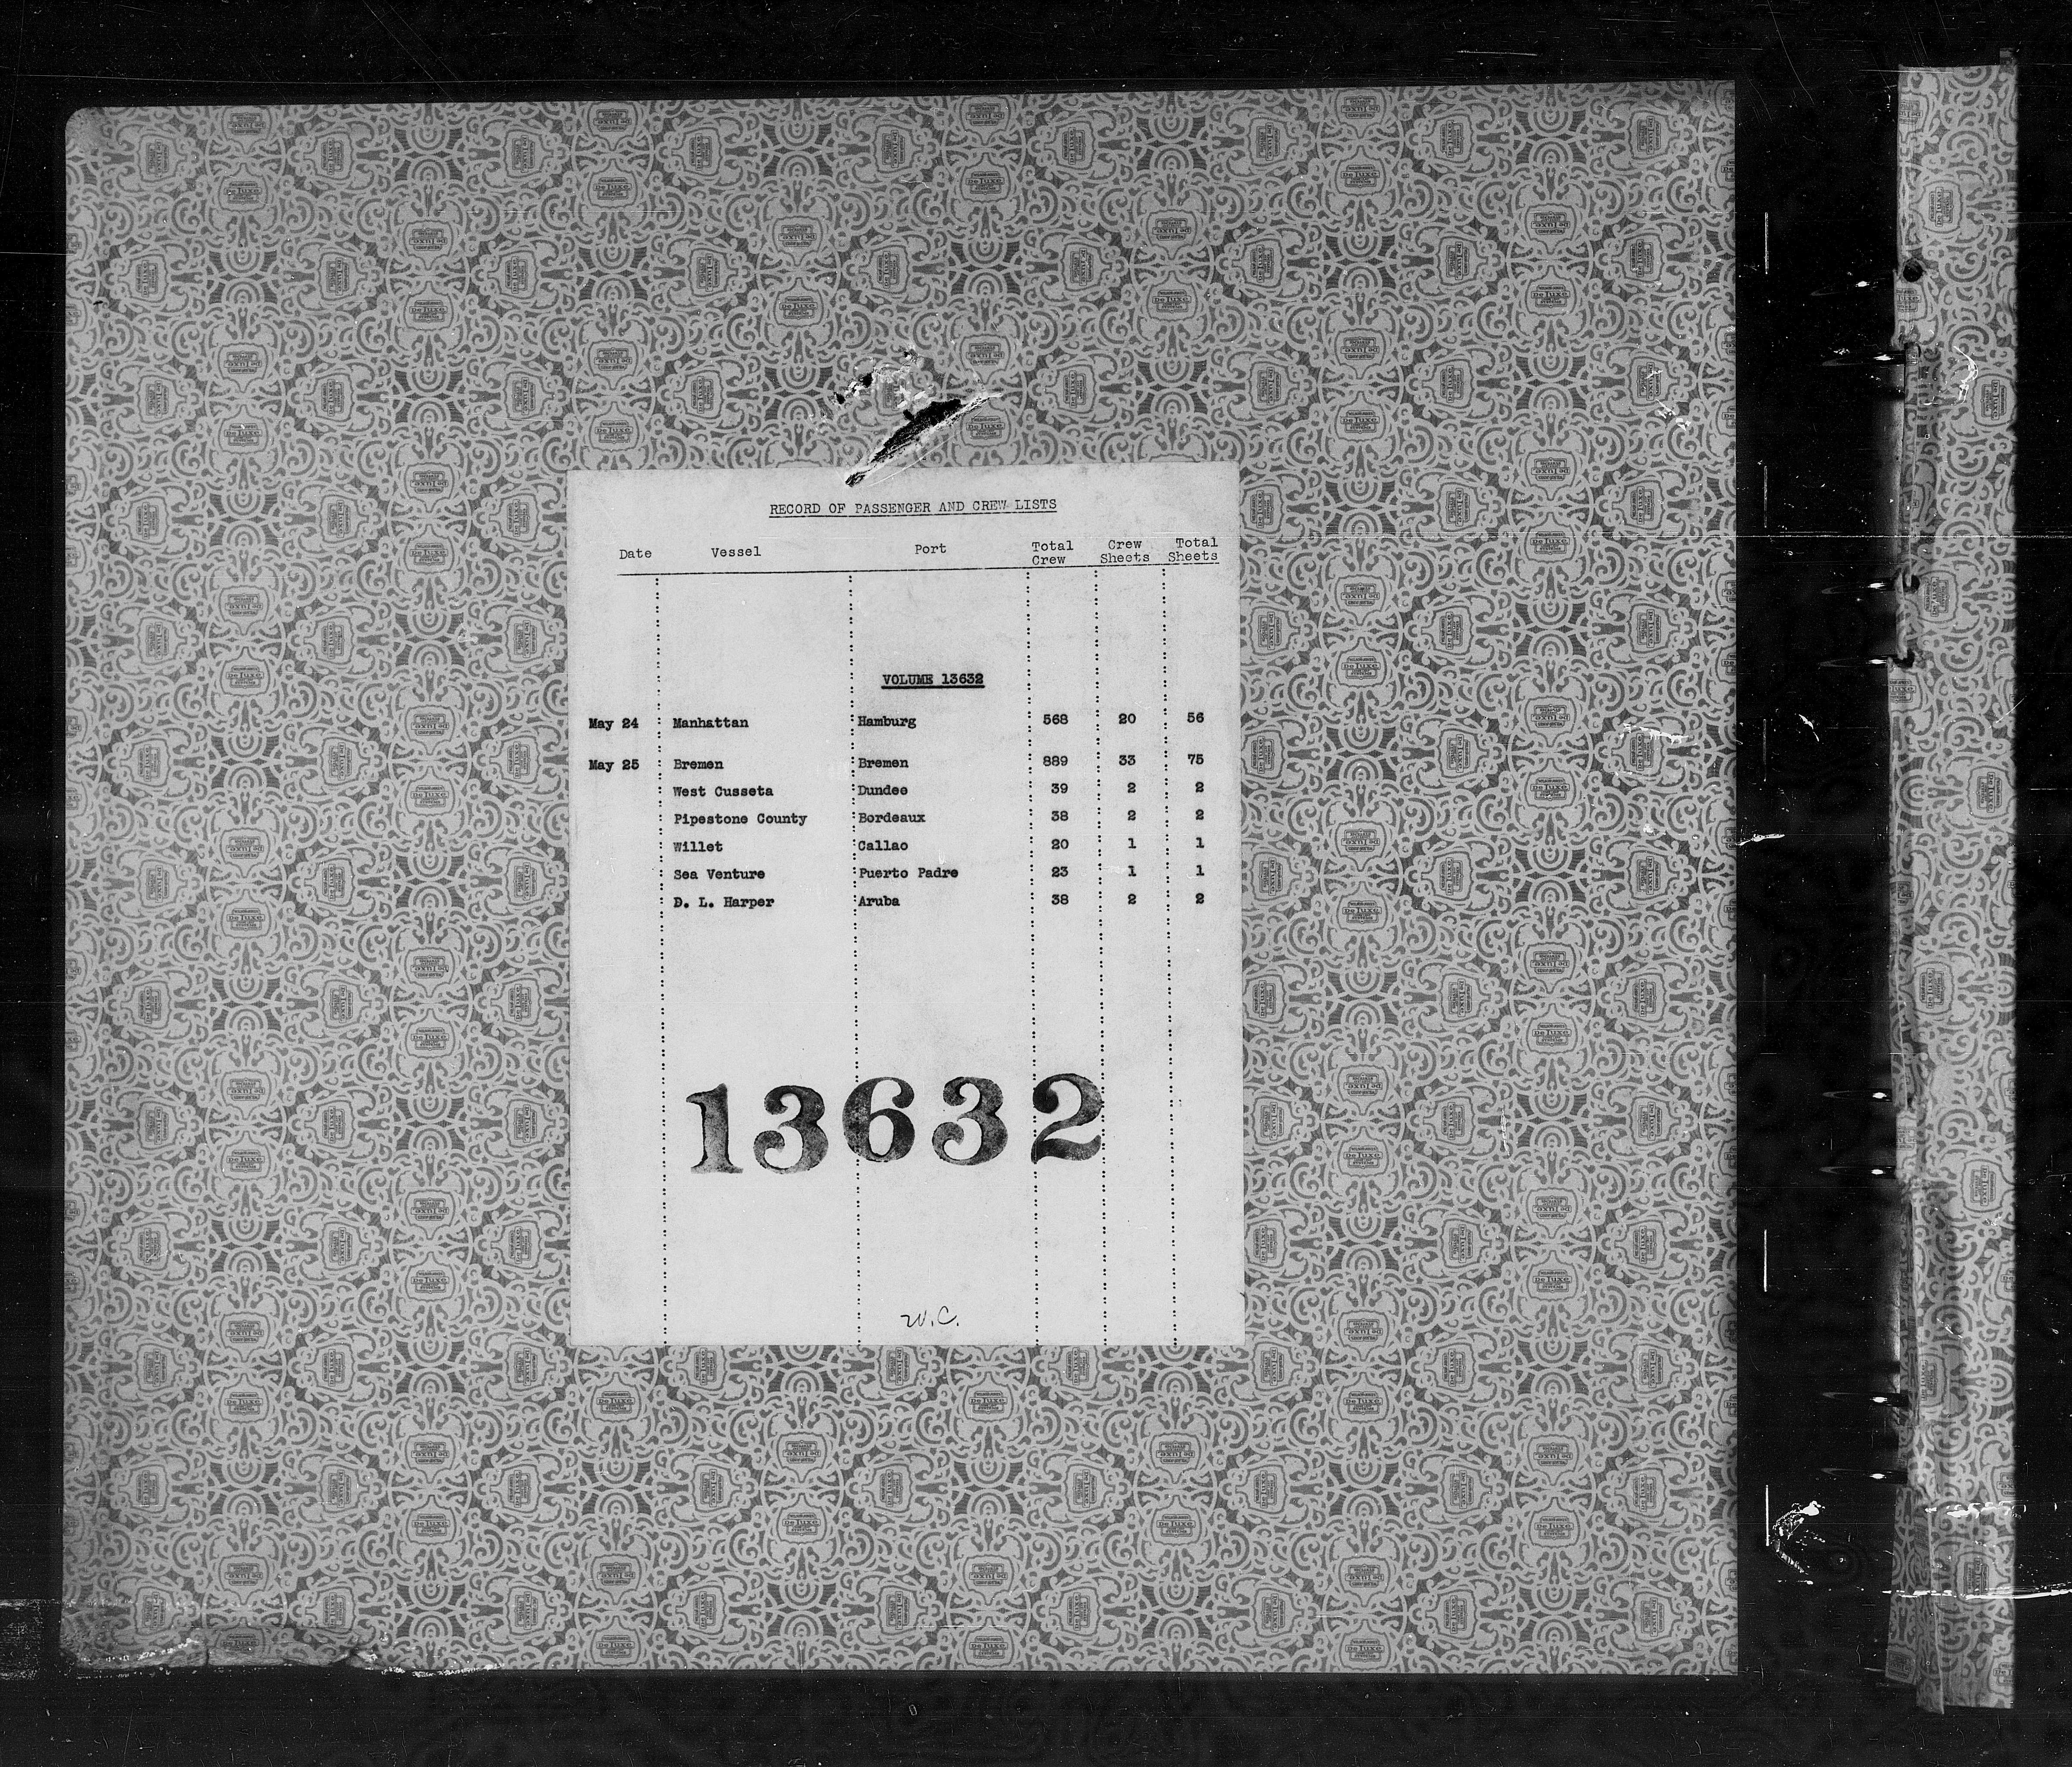 RECORD OF PASSENGER AND CREW LISTS
Date Vessel Port Total Crew Crew Sheets Total Sheets
VOLUME 13632
May 24 Manhattan Hamburg 568 20 56
May 25 Bremen Bremen 889 33 75
West Cusseta Dundee 39 2 2
Pipestone County Bordeaux 38 2 2
Willet Callao 20 1 1
Sea Venture Puerto Padre 23 1 1
D. L. Harper Aruba 38 2 2
13632
W.C.
De Luxe